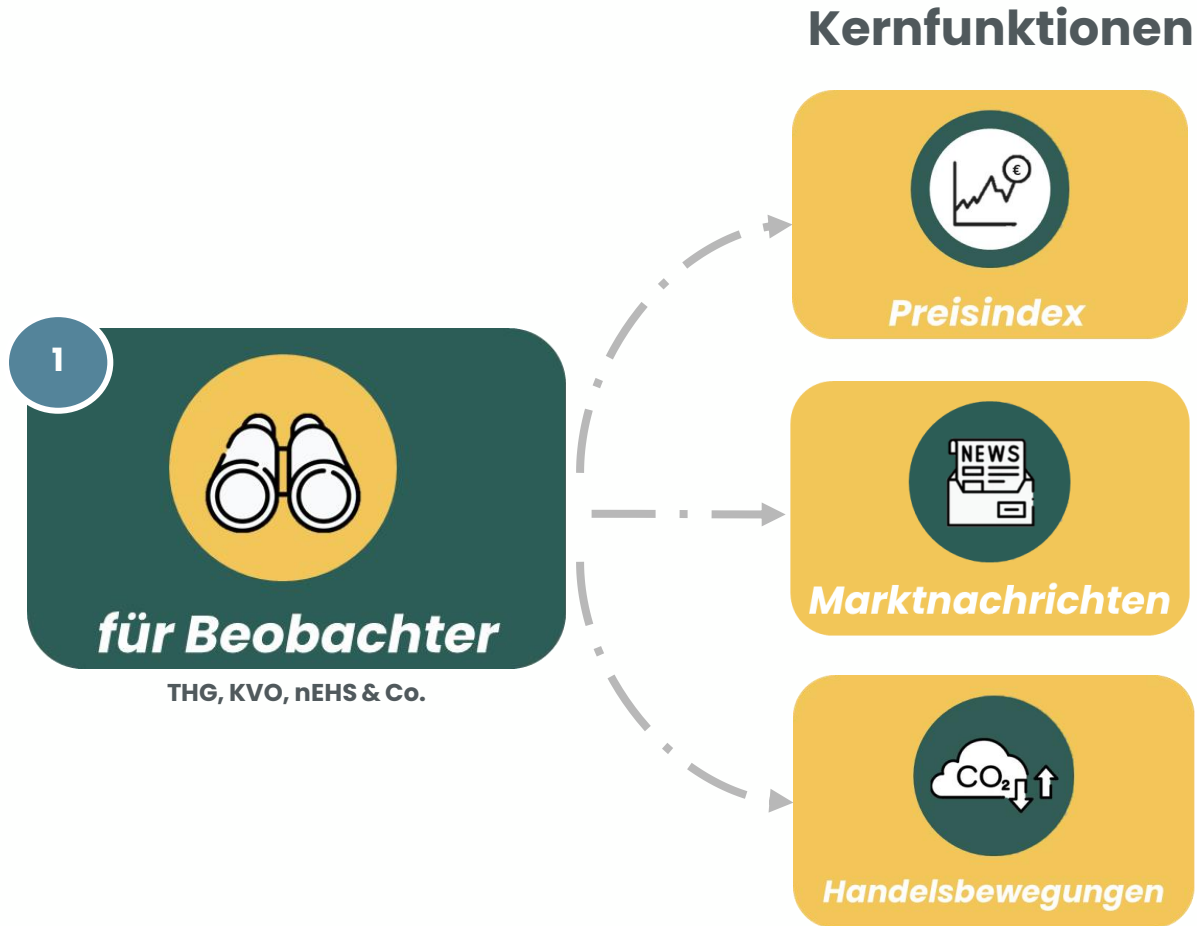 Kernfunktionen
€
Preisindex
1
für Beobachter
THG, KVO, nEHS & Co.
NEWS
Marktnachrichten
CO₂
Handelsbewegungen